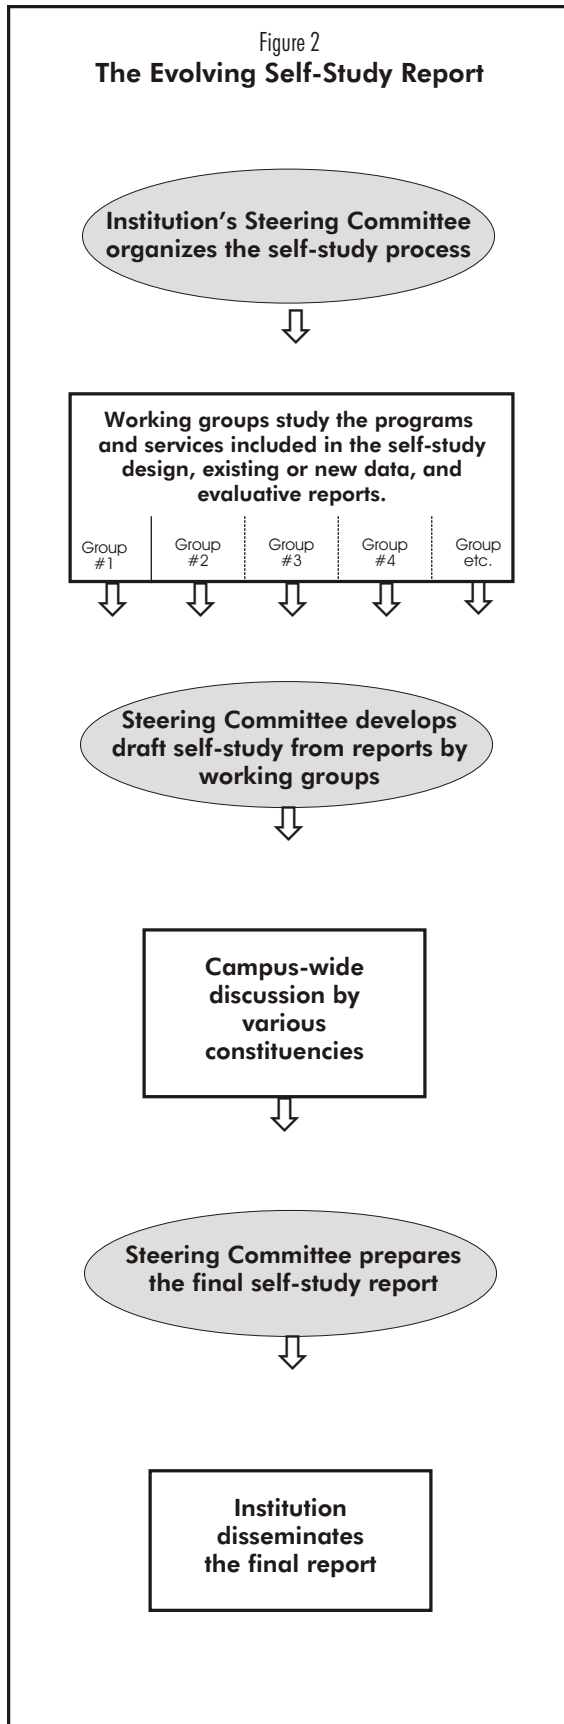 Figure 2
The Evolving Self-Study Report
Institution's Steering Committee
organizes the self-study process
Working groups study the programs
and services included in the self-study
design, existing or new data, and
evaluative reports.
Group
#1
Group
#2
Group
#3
Group
#4
Group
etc.
Steering Committee develops
draft self-study from reports by
working groups
Campus-wide
discussion by
various
constituencies
Steering Committee prepares
the final self-study report
Institution
disseminates
the final report